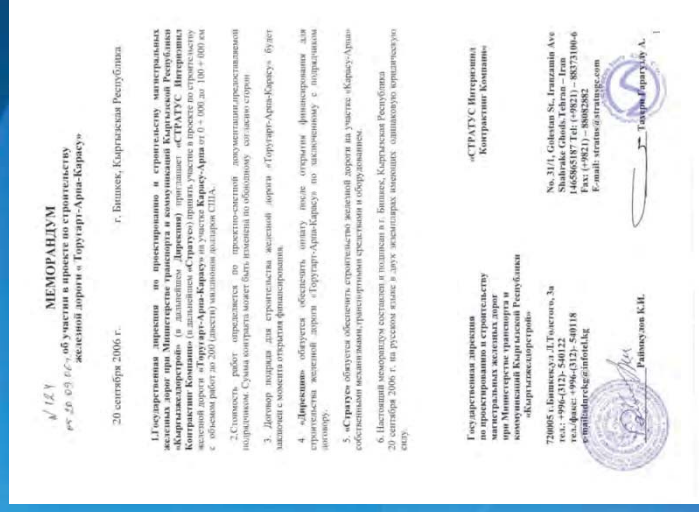 N 124
от 20.09.06г.
МЕМОРАНДУМ
об участии в проекте по строительству
железной дороги « Торугарт-Арпа-Карасу»
20 сентября 2006 г. г. Бишкек, Кыргызская Республика
1.Государственная дирекция по проектированию и строительству магистральных
железных дорог при Министерстве транспорта и коммуникаций Кыргызской Республики
«Кыргызжелдорстрой» (в дальнейшем Дирекция) приглашает «СТРАТУС Интернэшнл
Контрактинг Компани» (в дальнейшем «Стратус») принять участие в проекте по строительству
железной дороги «Торугарт-Арпа-Карасу» на участке Карасу-Арпа от 0 + 000 до 100 + 000 км
с объемом работ до 200 (двести) миллионов долларов США.
2.Стоимость работ определяется по проектно-сметной документации,предоставляемой
подрядчиком. Сумма контракта может быть изменена по обоюдному согласию сторон
3. Договор подряда для строительства железной дороги «Торугарт-Арпа-Карасу» будет
заключен с момента открытия финансирования.
4. «Дирекция» обязуется обеспечить оплату после открытия финансирования для
строительства железной дороги «Торугарт-Арпа-Карасу» по заключенному с подрядчиком
договору.
5. «Стратус» обязуется обеспечить строительство железной дороги на участке «Карасу-Арпа»
собственными механизмами,транспортными средствами и оборудованием.
6. Настоящий меморандум составлен и подписан в г. Бишкек, Кыргызская Республика
20 сентября 2006 г. на русском языке в двух экземплярах имеющих одинаковую юридическую
силу.
Государственная дирекция
по проектированию и строительству
магистральных железных дорог
при Министерстве транспорта и
коммуникаций Кыргызской Республики
«Кыргызжелдорстрой»
720005 г.Бишкек,ул.Л.Толстого, 3а
тел.: +996-(312)- 540122
тел./факс: +996-(312)- 540118
e-mail:sdrckg@infotel.kg
Раимкулов К.И.
«СТРАТУС Интернэшнл
Контрактинг Компани»
No. 31/1, Golestan St., Iranzamin Ave
Shahrake Ghods,Tehran – Iran
1465865187 Tel: (+9821) – 88373100-6
Fax: (+9821) – 88082882
E-mail: stratus@stratusgc.com
1